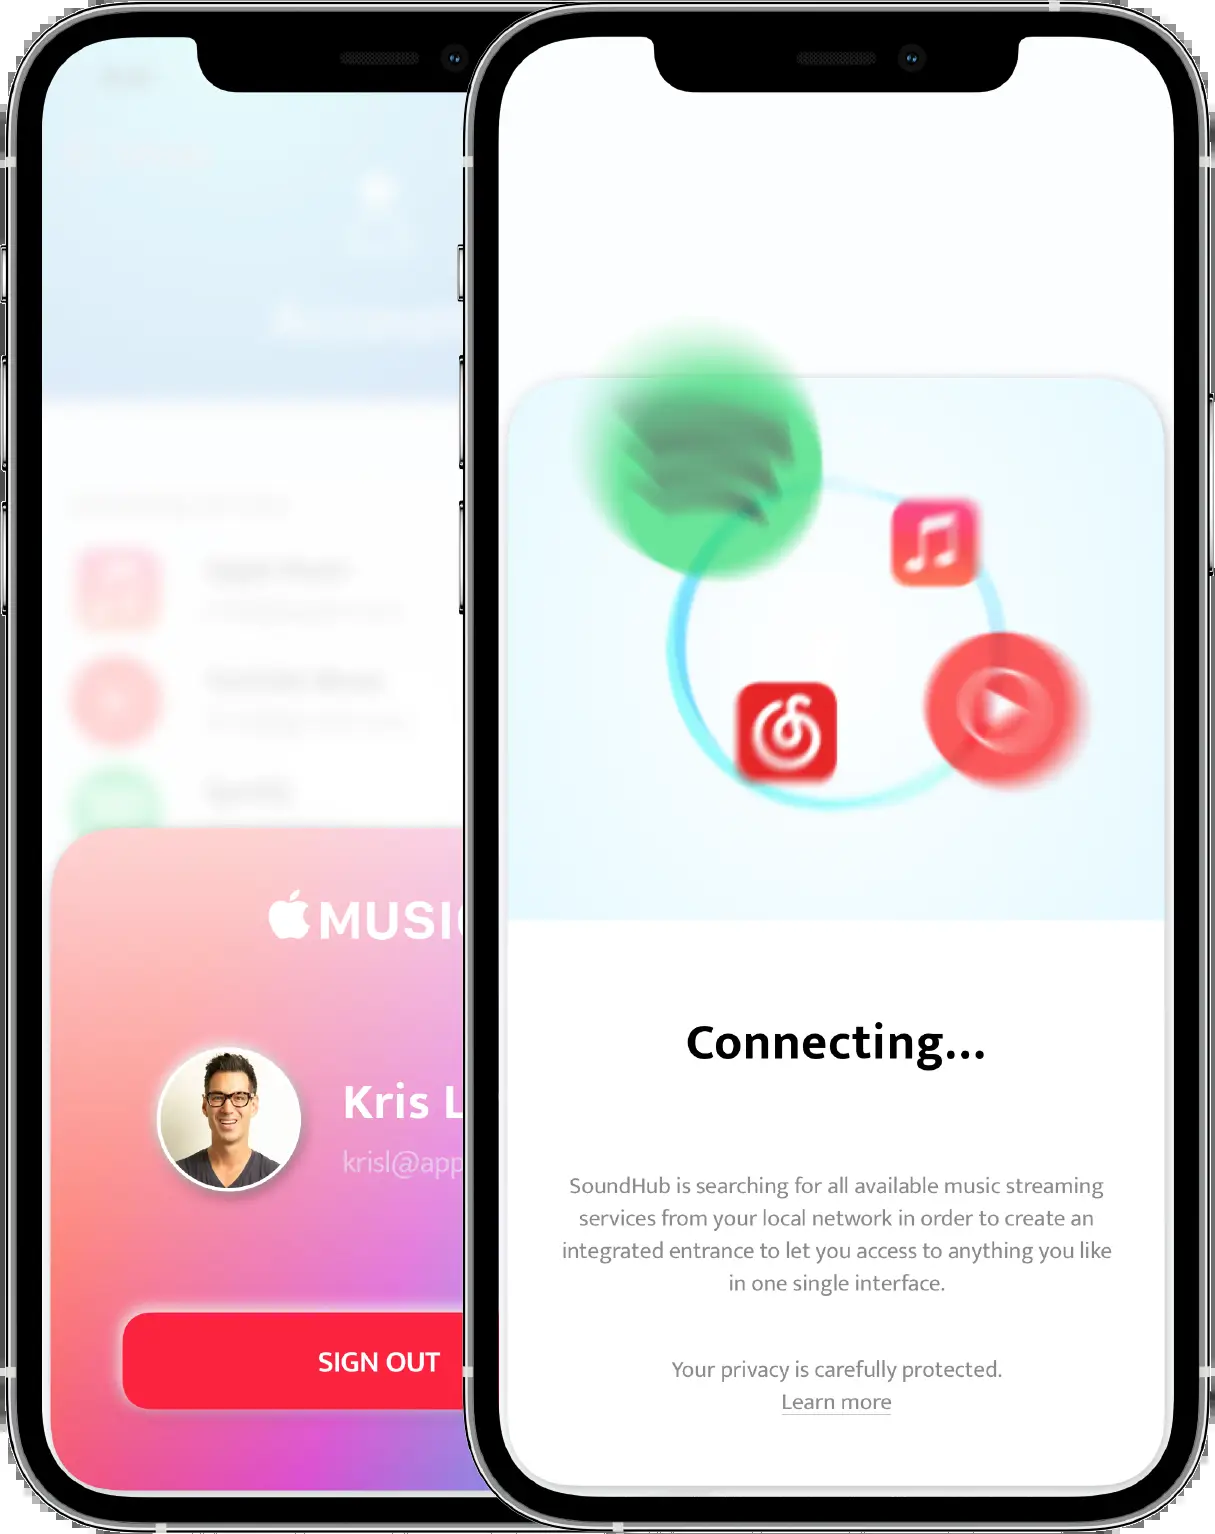 MUSIC
Kris L
krisl@app
SIGN OUT
Connecting...
SoundHub is searching for all available music streaming
services from your local network in order to create an
integrated entrance to let you access to anything you like
in one single interface.
Your privacy is carefully protected.
Learn more